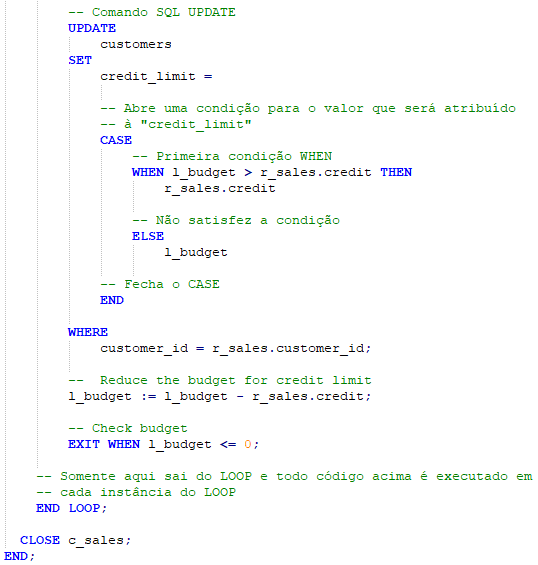 -- Comando SQL UPDATE
UPDATE
customers
SET
credit_limit =
-- Abre uma condição para o valor que será atribuído
-- à "credit_limit"
CASE
-- Primeira condição WHEN
WHEN l_budget > r_sales.credit THEN
r_sales.credit
-- Não satisfez a condição
ELSE
l_budget
-- Fecha o CASE
END
WHERE
customer_id = r_sales.customer_id;
--  Reduce the budget for credit limit
l_budget := l_budget - r_sales.credit;
-- Check budget
EXIT WHEN l_budget <= 0;
-- Somente aqui sai do LOOP e todo código acima é executado em
-- cada instância do LOOP
END LOOP;
CLOSE c_sales;
END;